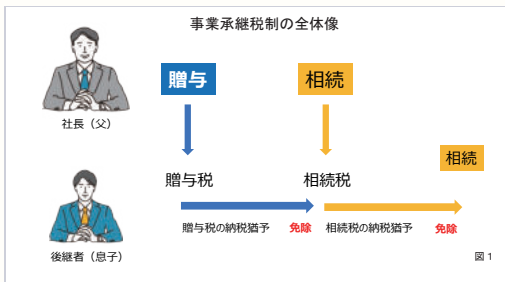 事業承継税制の全体像
贈与
相続
社長（父）
相続
贈与税
相続税
贈与税の納税猶予
免除
相続税の納税猶予
免除
後継者（息子）
図1